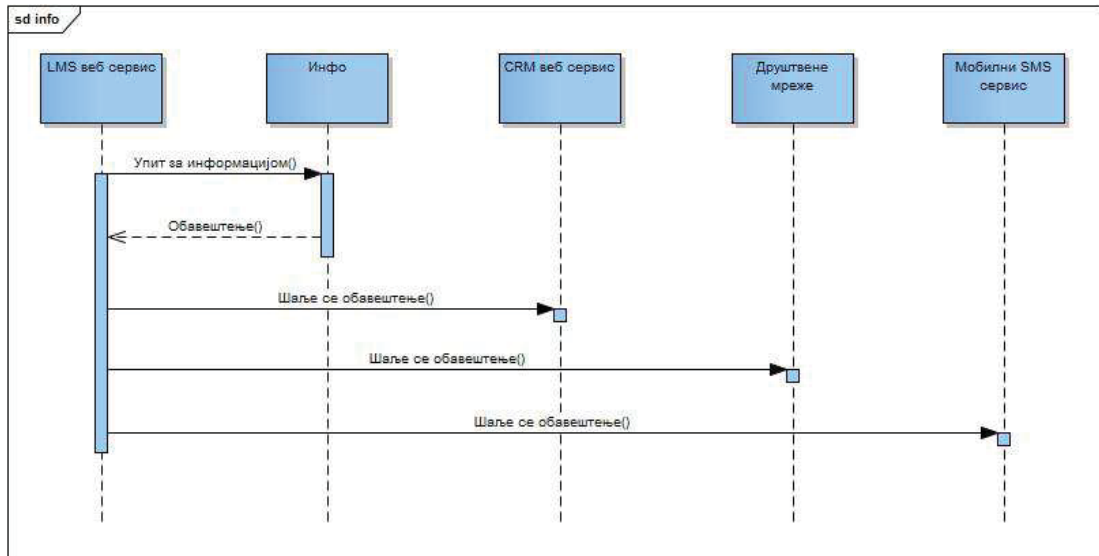 sd info
LMS веб сервис
Инфо
CRM веб сервис
Друштвене
мреже
Мобилни SMS
сервис
Упит за информацијом()
Обавештење()
Шаље се обавештење()
Шаље се обавештење()
Шаље се обавештење()